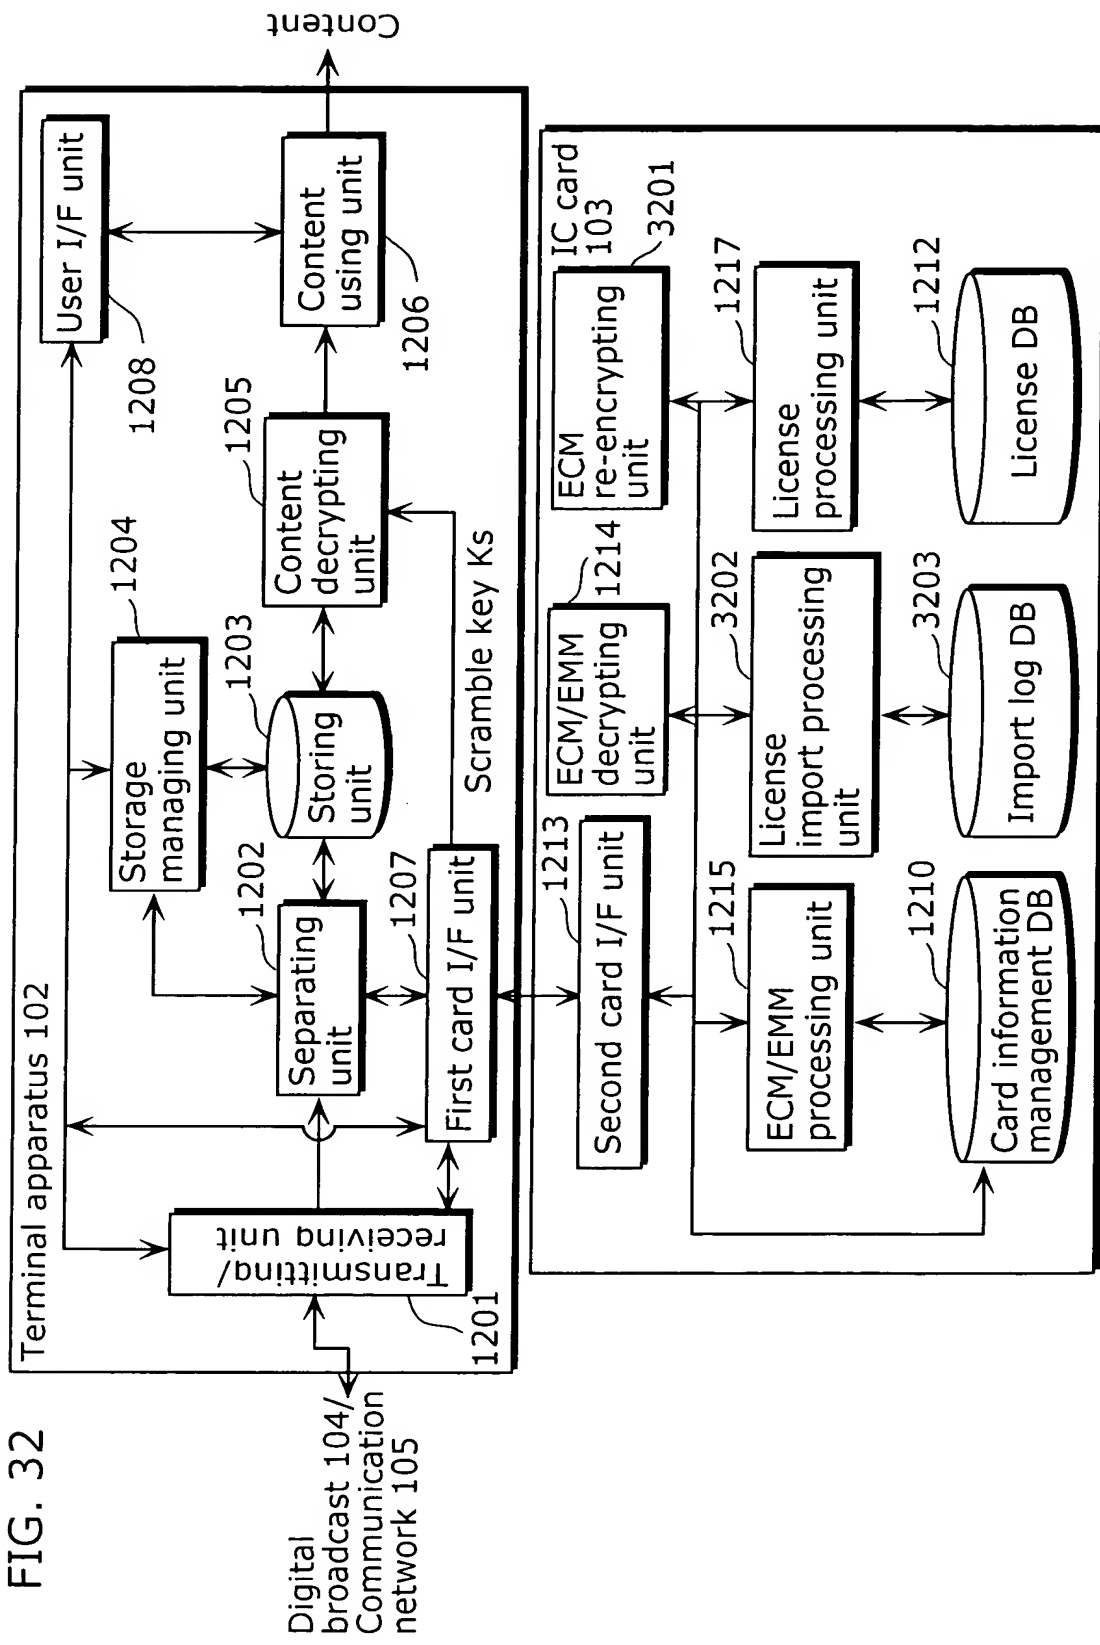 FIG. 32
Terminal apparatus 102
User I/F unit
1208
Storage
managing unit
1204
Digital
broadcast 104/
Communication
network 105
Transmitting/
receiving unit
1201
Separating
unit
1202
Storing
unit
1203
Content
decrypting
unit
1205
Content
using unit
1206
Content
First card I/F unit
1207
Scramble key Ks
IC card
103
Second card I/F unit
1213
ECM/EMM
decrypting
unit
1214
ECM
re-encrypting
unit
3201
ECM/EMM
processing unit
1215
License
import processing
unit
3202
License
processing unit
1217
Card information
management DB
1210
Import log DB
3203
License DB
1212